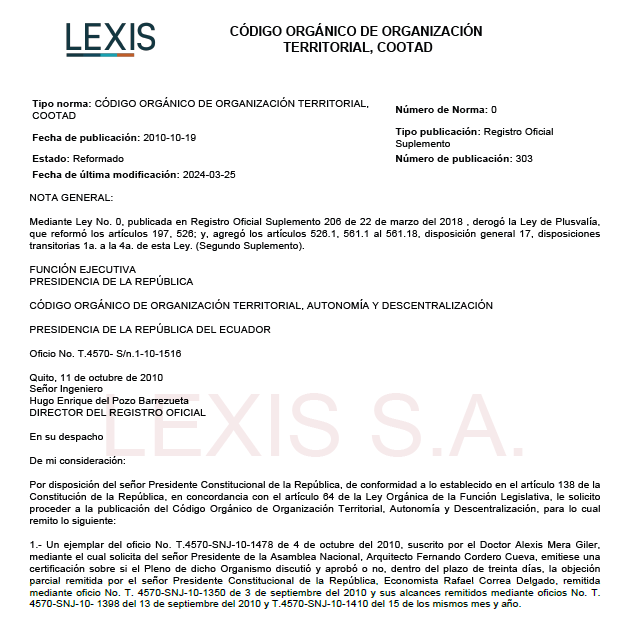 LEXIS
CÓDIGO ORGÁNICO DE ORGANIZACIÓN
TERRITORIAL, COOTAD
Tipo norma: CÓDIGO ORGÁNICO DE ORGANIZACIÓN TERRITORIAL,
COOTAD
Número de Norma: 0
Fecha de publicación: 2010-10-19
Tipo publicación: Registro Oficial
Suplemento
Estado: Reformado
Número de publicación: 303
Fecha de última modificación: 2024-03-25
NOTA GENERAL:
Mediante Ley No. 0, publicada en Registro Oficial Suplemento 206 de 22 de marzo del 2018 , derogó la Ley de Plusvalía,
que reformó los artículos 197, 526; y, agregó los artículos 526.1, 561.1 al 561.18, disposición general 17, disposiciones
transitorias 1a. a la 4a. de esta Ley. (Segundo Suplemento).
FUNCIÓN EJECUTIVA
PRESIDENCIA DE LA REPÚBLICA
CÓDIGO ORGÁNICO DE ORGANIZACIÓN TERRITORIAL, AUTONOMÍA Y DESCENTRALIZACIÓN
PRESIDENCIA DE LA REPÚBLICA DEL ECUADOR
Oficio No. T.4570- S/n.1-10-1516
Quito, 11 de octubre de 2010
Señor Ingeniero
Hugo Enrique del Pozo Barrezueta
DIRECTOR DEL REGISTRO OFICIAL
LEXIS S.A.
En su despacho
De mi consideración:
Por disposición del señor Presidente Constitucional de la República, de conformidad a lo establecido en el artículo 138 de la
Constitución de la República, en concordancia con el artículo 64 de la Ley Orgánica de la Función Legislativa, le solicito
proceder a la publicación del Código Orgánico de Organización Territorial, Autonomía y Descentralización, para lo cual
remito lo siguiente:
1.- Un ejemplar del oficio No. T.4570-SNJ-10-1478 de 4 de octubre del 2010, suscrito por el Doctor Alexis Mera Giler,
mediante el cual solicita del señor Presidente de la Asamblea Nacional, Arquitecto Fernando Cordero Cueva, emitiese una
certificación sobre si el Pleno de dicho Organismo discutió y aprobó o no, dentro del plazo de treinta días, la objeción
parcial remitida por el señor Presidente Constitucional de la República, Economista Rafael Correa Delgado, remitida
mediante oficio No. T. 4570-SNJ-10-1350 de 3 de septiembre del 2010 y sus alcances remitidos mediante oficios No. T.
4570-SNJ-10- 1398 del 13 de septiembre del 2010 y T.4570-SNJ-10-1410 del 15 de los mismos mes y año.